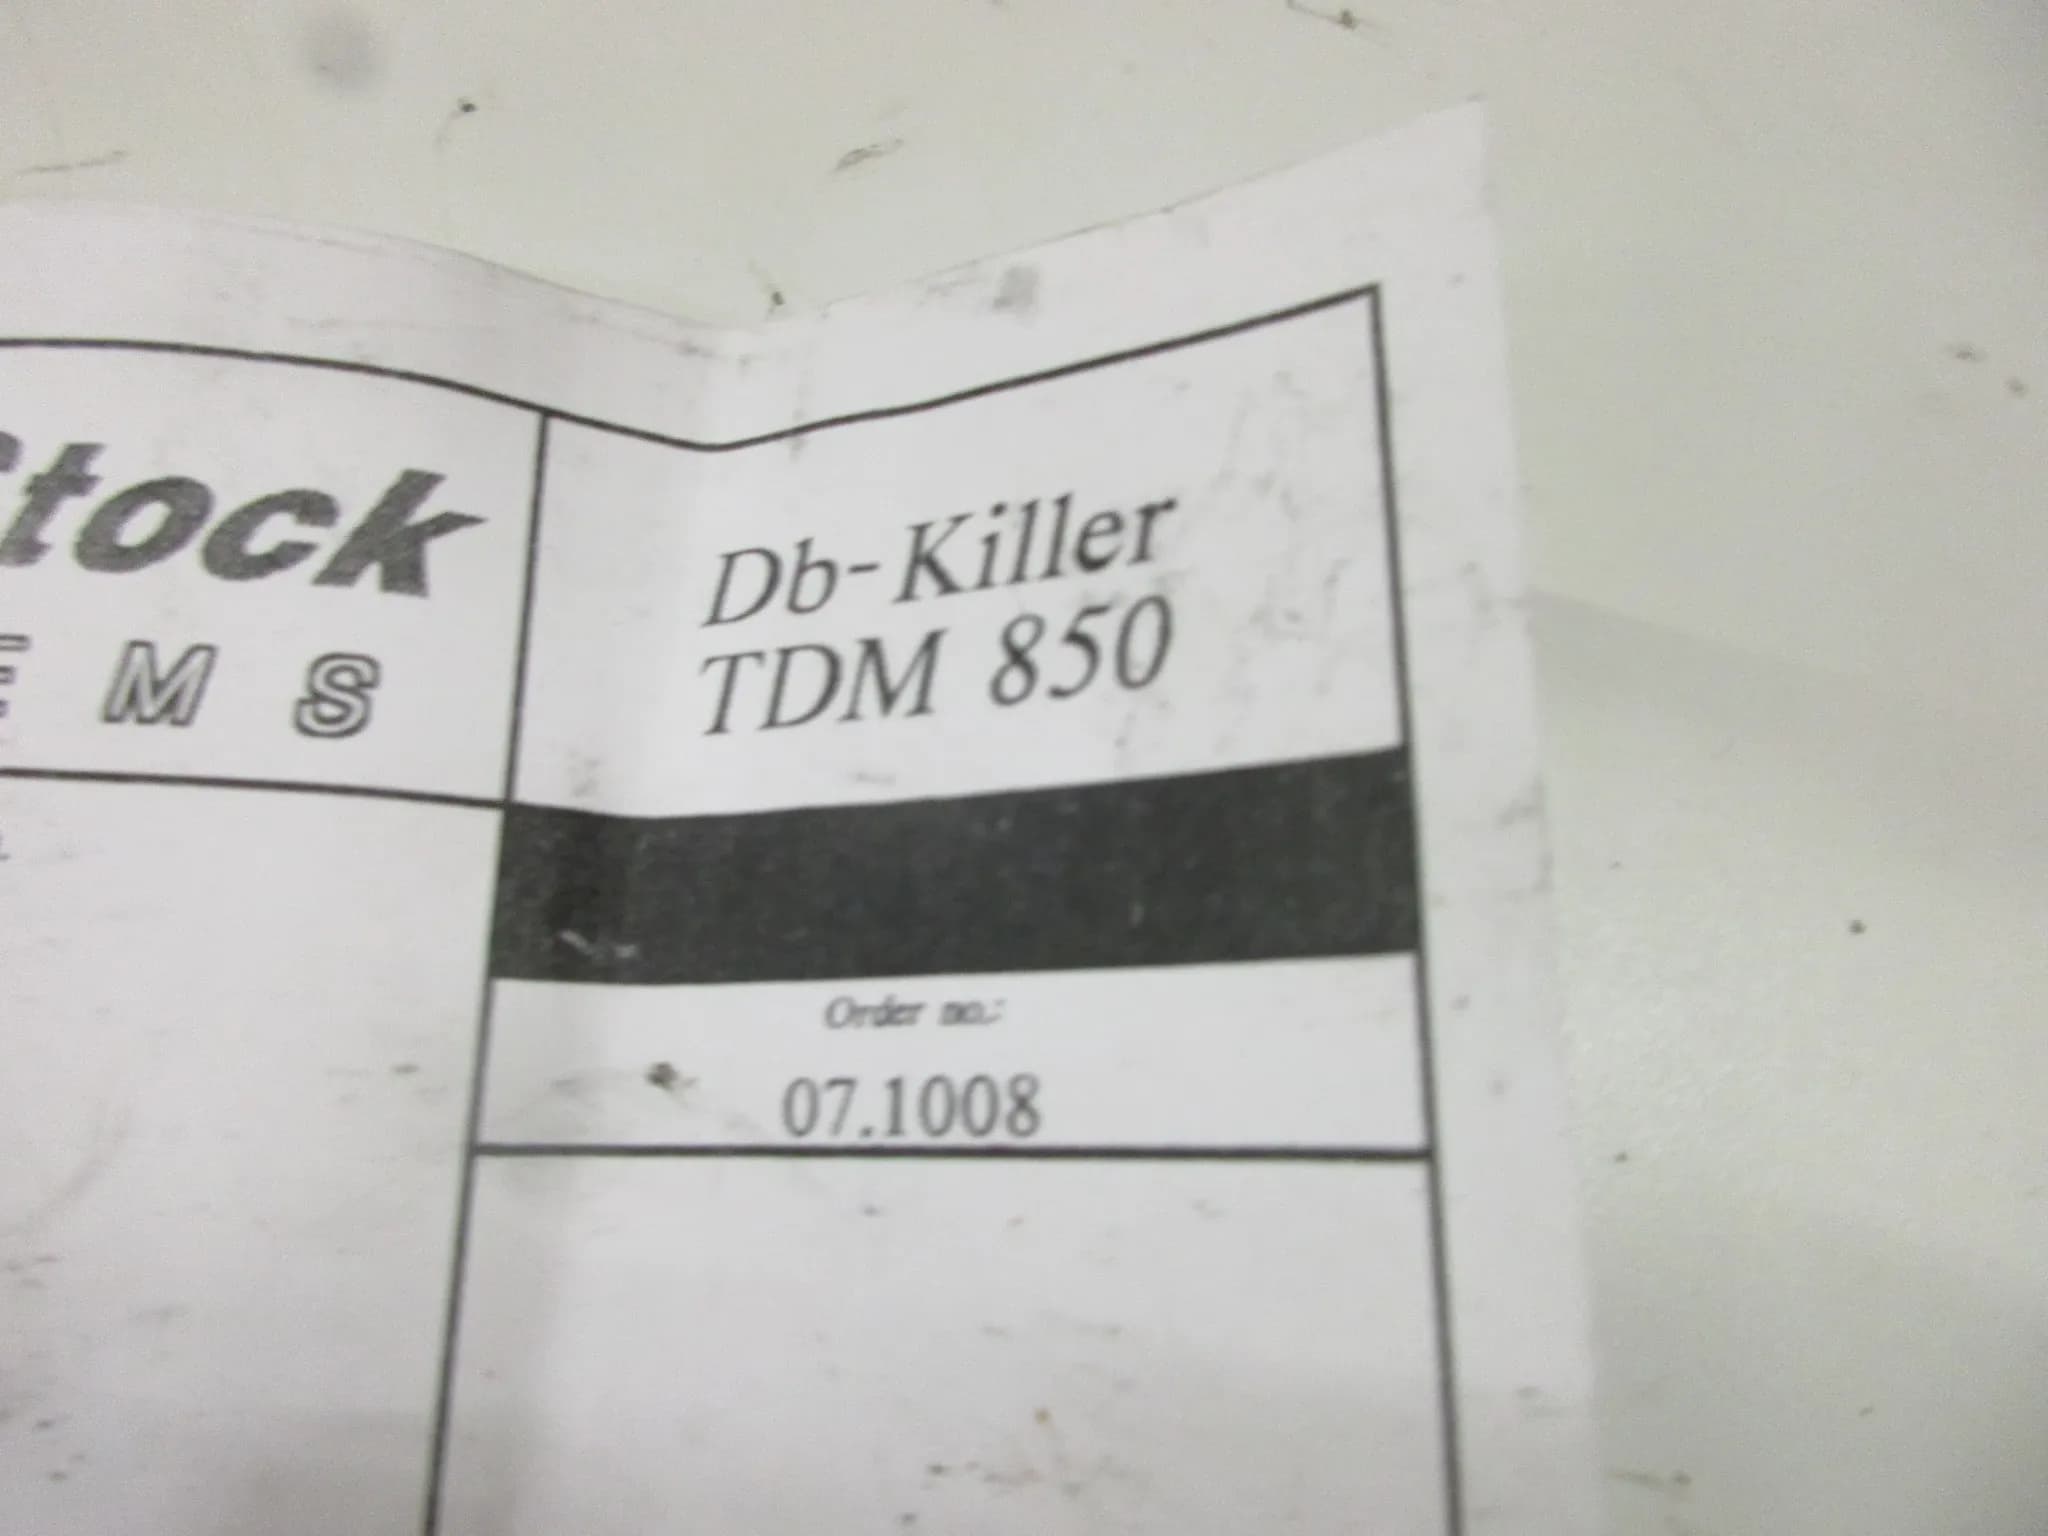 tock
E M S
Db-Killer
TDM 850
Order no.:
07.1008